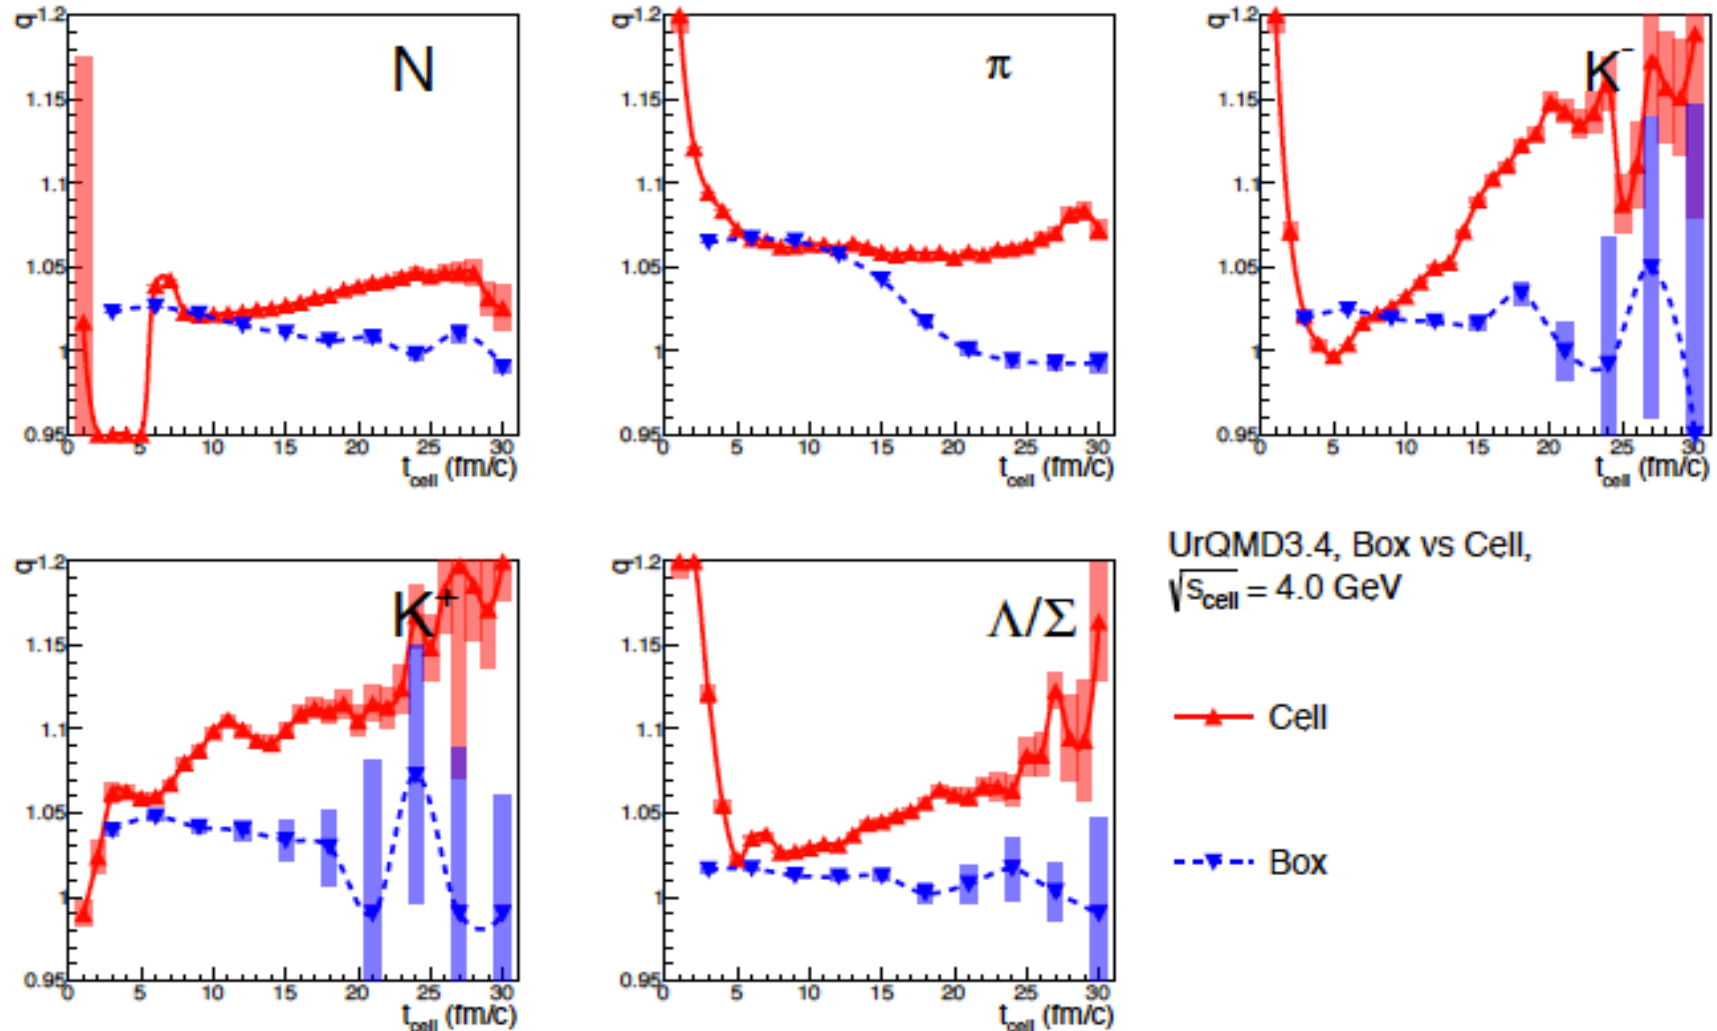 q
1.2
1.15
1.1
1.05
1
0.95
0 5 10 15 20 25 30
t_cell (fm/c)
N
q
1.2
1.15
1.1
1.05
1
0.95
0 5 10 15 20 25 30
t_cell (fm/c)
π
q
1.2
1.15
1.1
1.05
1
0.95
0 5 10 15 20 25 30
t_cell (fm/c)
K⁻
q
1.2
1.15
1.1
1.05
1
0.95
0 5 10 15 20 25 30
t_cell (fm/c)
K⁺
q
1.2
1.15
1.1
1.05
1
0.95
0 5 10 15 20 25 30
t_cell (fm/c)
Λ/Σ
UrQMD3.4, Box vs Cell,
√s_cell = 4.0 GeV
Cell
Box